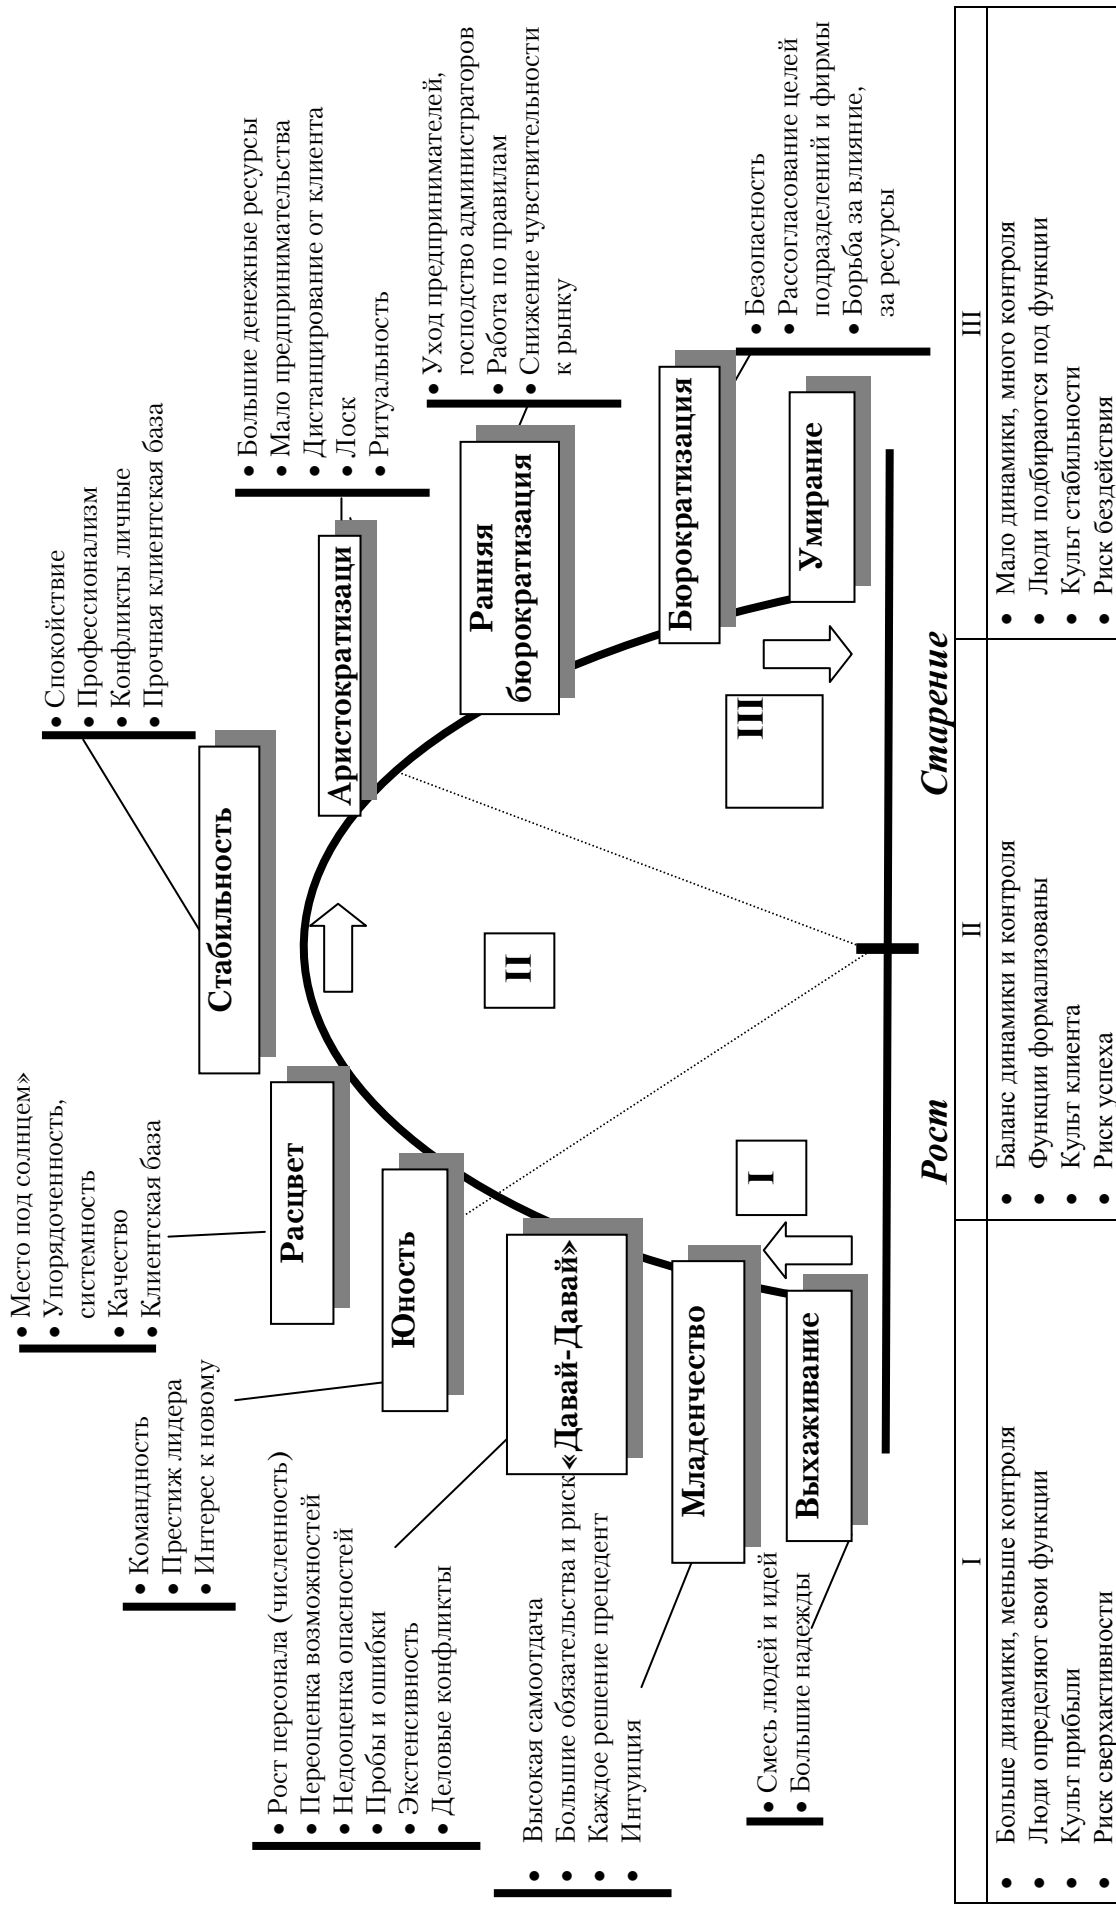 • Место под солнцем»
• Упорядоченность,
системность
• Качество
• Клиентская база
• Спокойствие
• Профессионализм
• Конфликты личные
• Прочная клиентская база
• Командность
• Престиж лидера
• Интерес к новому
Стабильность
• Большие денежные ресурсы
• Мало предпринимательства
• Дистанцирование от клиента
• Лоск
• Ритуальность
• Рост персонала (численность)
• Переоценка возможностей
• Недооценка опасностей
• Пробы и ошибки
• Экстенсивность
• Деловые конфликты
Расцвет
Аристократизаци
Юность
• Уход предпринимателей,
господство администраторов
• Работа по правилам
• Снижение чувствительности
к рынку
Ранняя
бюрократизация
• Высокая самоотдача
• Большие обязательства и риск
• Каждое решение прецедент
• Интуиция
«Давай-Давай»
II
Младенчество
Бюрократизация
• Безопасность
• Рассогласование целей
подразделений и фирмы
• Борьба за влияние,
за ресурсы
• Смесь людей и идей
• Большие надежды
I
III
Выхаживание
Умирание
Рост
Старение
I
II
III
• Больше динамики, меньше контроля
• Люди определяют свои функции
• Культ прибыли
• Риск сверхактивности
• Баланс динамики и контроля
• Функции формализованы
• Культ клиента
• Риск успеха
• Мало динамики, много контроля
• Люди подбираются под функции
• Культ стабильности
• Риск бездействия